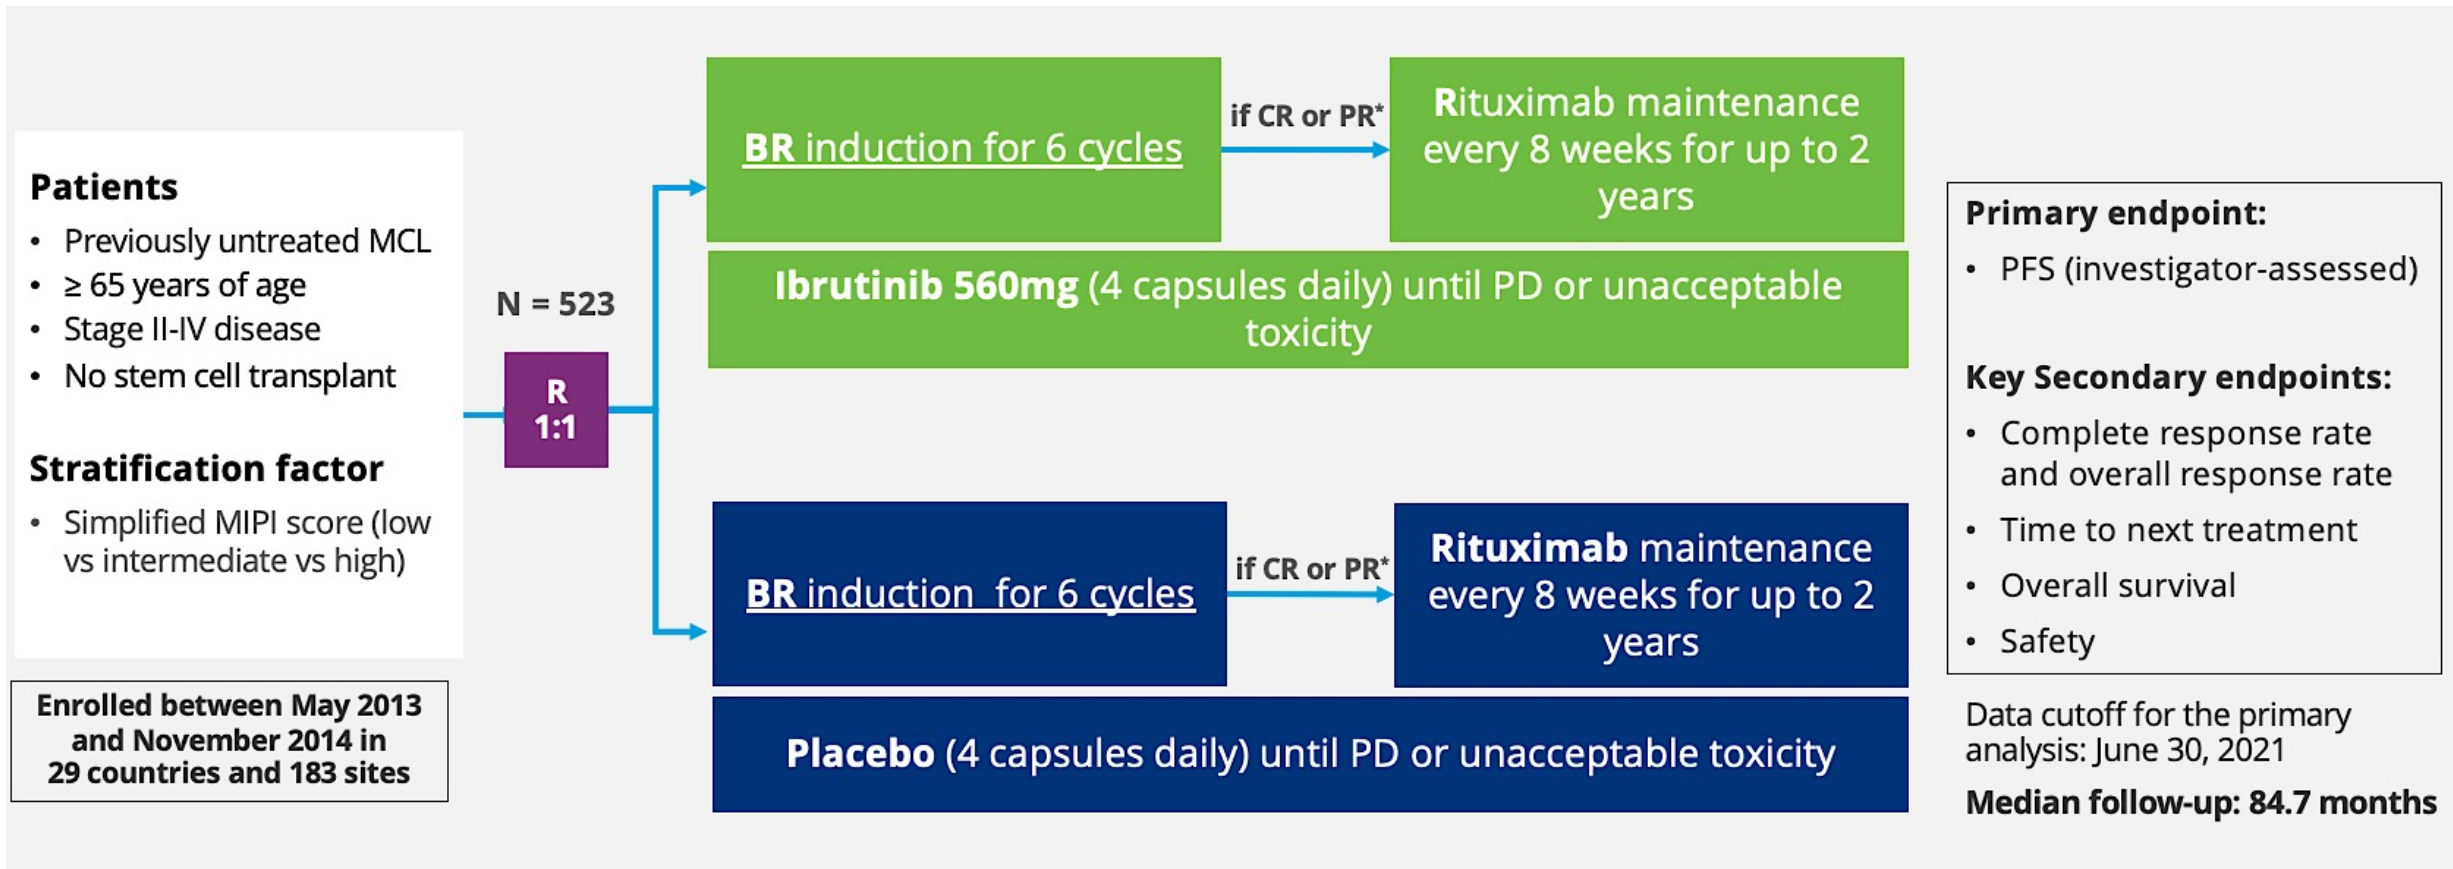 Patients
• Previously untreated MCL
• ≥ 65 years of age
• Stage II-IV disease
• No stem cell transplant
Stratification factor
• Simplified MIPI score (low
vs intermediate vs high)
Enrolled between May 2013
and November 2014 in
29 countries and 183 sites
N = 523
R
1:1
BR induction for 6 cycles
if CR or PR*
Rituximab maintenance
every 8 weeks for up to 2
years
Ibrutinib 560mg (4 capsules daily) until PD or unacceptable
toxicity
BR induction for 6 cycles
if CR or PR*
Rituximab maintenance
every 8 weeks for up to 2
years
Placebo (4 capsules daily) until PD or unacceptable toxicity
Primary endpoint:
• PFS (investigator-assessed)
Key Secondary endpoints:
• Complete response rate
and overall response rate
• Time to next treatment
• Overall survival
• Safety
Data cutoff for the primary
analysis: June 30, 2021
Median follow-up: 84.7 months